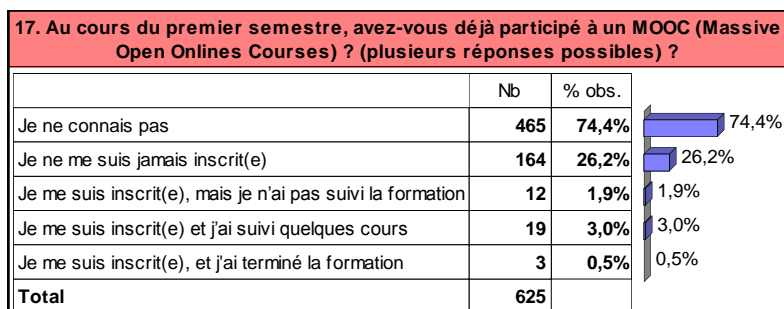 17. Au cours du premier semestre, avez-vous déjà participé à un MOOC (Massive
Open Onlines Courses) ? (plusieurs réponses possibles) ?
Nb % obs.
Je ne connais pas 465 74,4% 74,4%
Je ne me suis jamais inscrit(e) 164 26,2% 26,2%
Je me suis inscrit(e), mais je n'ai pas suivi la formation 12 1,9% 1,9%
Je me suis inscrit(e) et j'ai suivi quelques cours 19 3,0% 3,0%
Je me suis inscrit(e), et j'ai terminé la formation 3 0,5% 0,5%
Total 625